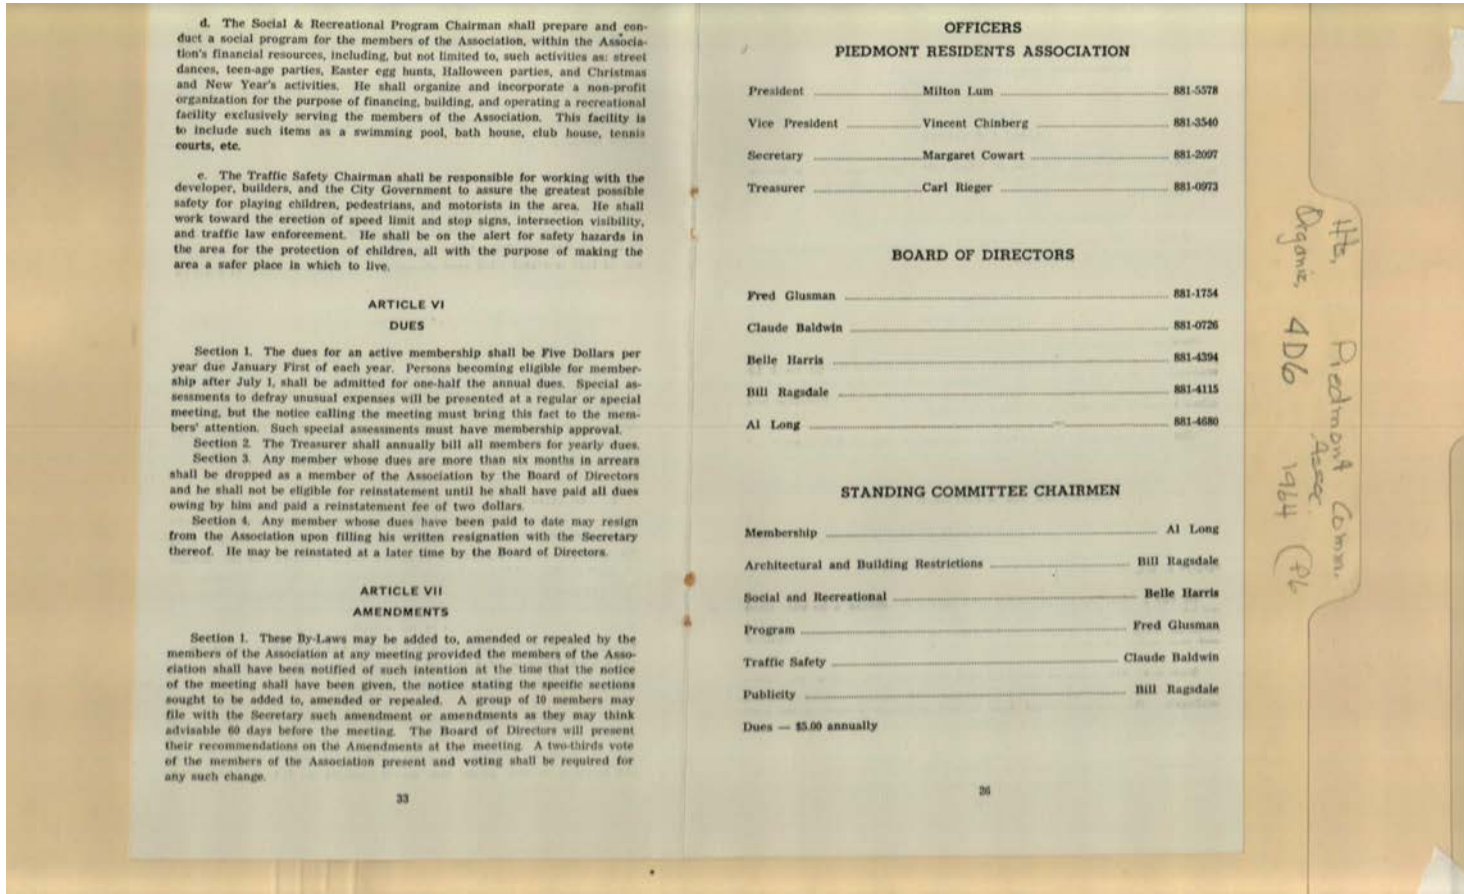 d. The Social & Recreational Program Chairman shall prepare and con-
duct a social program for the members of the Association, within the Associa-
tion's financial resources, including, but not limited to, such activities as: street
dances, teen-age parties, Easter egg hunts, Halloween parties, and Christmas
and New Year's activities. He shall organize and incorporate a non-profit
organization for the purpose of financing, building, and operating a recreational
facility exclusively serving the members of the Association. This facility is
to include such items as a swimming pool, bath house, club house, tennis
courts, etc.
e. The Traffic Safety Chairman shall be responsible for working with the
developer, builders, and the City Government to assure the greatest possible
safety for playing children, pedestrians, and motorists in the area. He shall
work toward the erection of speed limit and stop signs, intersection visibility,
and traffic law enforcement. He shall be on the alert for safety hazards in
the area for the protection of children, all with the purpose of making the
area a safer place in which to live.
ARTICLE VI
DUES
Section 1. The dues for an active membership shall be Five Dollars per
year due January First of each year. Persons becoming eligible for member-
ship after July 1, shall be admitted for one-half the annual dues. Special as-
sessments to defray unusual expenses will be presented at a regular or special
meeting, but the notice calling the meeting must bring this fact to the mem-
bers' attention. Such special assessments must have membership approval.
Section 2. The Treasurer shall annually bill all members for yearly dues.
Section 3. Any member whose dues are more than six months in arrears
shall be dropped as a member of the Association by the Board of Directors
and he shall not be eligible for reinstatement until he shall have paid all dues
owing by him and paid a reinstatement fee of two dollars.
Section 4. Any member whose dues have been paid to date may resign
from the Association upon filling his written resignation with the Secretary
thereof. He may be reinstated at a later time by the Board of Directors.
ARTICLE VII
AMENDMENTS
Section 1. These By-Laws may be added to, amended or repealed by the
members of the Association at any meeting provided the members of the Asso-
ciation shall have been notified of such intention at the time that the notice
of the meeting shall have been given, the notice stating the specific sections
sought to be added to, amended or repealed. A group of 10 members may
file with the Secretary such amendment or amendments as they may think
advisable 60 days before the meeting. The Board of Directors will present
their recommendations on the Amendments at the meeting. A two-thirds vote
of the members of the Association present and voting shall be required for
any such change.
33
OFFICERS
PIEDMONT RESIDENTS ASSOCIATION
President Milton Lum 881-5578
Vice President Vincent Chinberg 881-3540
Secretary Margaret Cowart 881-2097
Treasurer Carl Rieger 881-0973
BOARD OF DIRECTORS
Fred Glusman 881-1754
Claude Baldwin 881-0726
Belle Harris 881-4394
Bill Ragsdale 881-4115
Al Long 881-4680
STANDING COMMITTEE CHAIRMEN
Membership Al Long
Architectural and Building Restrictions Bill Ragsdale
Social and Recreational Belle Harris
Program Fred Glusman
Traffic Safety Claude Baldwin
Publicity Bill Ragsdale
Dues — $5.00 annually
26
Piedmont Comm.
Assoc.
Organiz. 4D6 1964